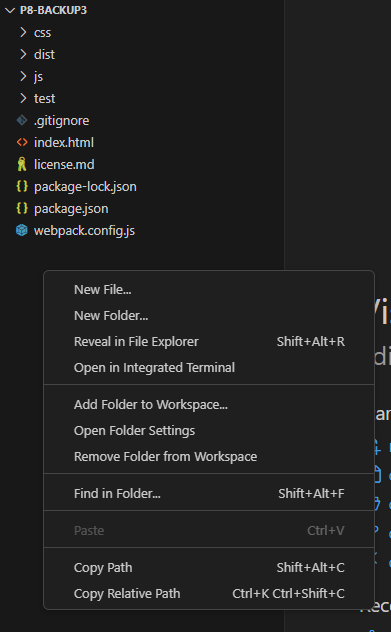 P8-BACKUP3
css
dist
js
test
.gitignore
index.html
license.md
package-lock.json
package.json
webpack.config.js
New File...
New Folder...
Reveal in File Explorer Shift+Alt+R
Open in Integrated Terminal
Add Folder to Workspace...
Open Folder Settings
Remove Folder from Workspace
Find in Folder... Shift+Alt+F
Paste Ctrl+V
Copy Path Shift+Alt+C
Copy Relative Path Ctrl+K Ctrl+Shift+C